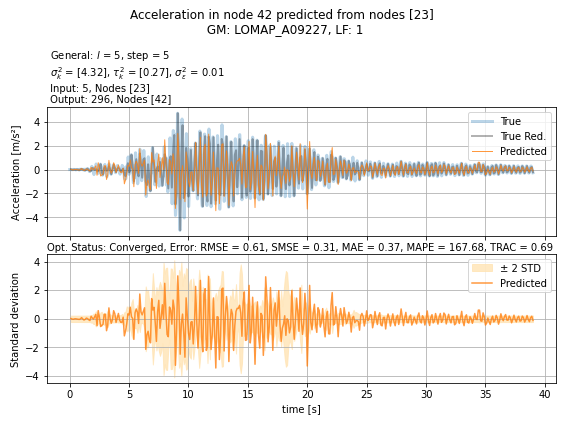 Acceleration in node 42 predicted from nodes [23]
GM: LOMAP_A09227, LF: 1
General: l = 5, step = 5
σ²ₖ = [4.32], τ²ₖ = [0.27], σ²ε = 0.01
Input: 5, Nodes [23]
Output: 296, Nodes [42]
Acceleration [m/s²]
4
2
0
−2
−4
True
True Red.
Predicted
Opt. Status: Converged, Error: RMSE = 0.61, SMSE = 0.31, MAE = 0.37, MAPE = 167.68, TRAC = 0.69
Standard deviation
4
2
0
−2
−4
± 2 STD
Predicted
0 5 10 15 20 25 30 35 40
time [s]